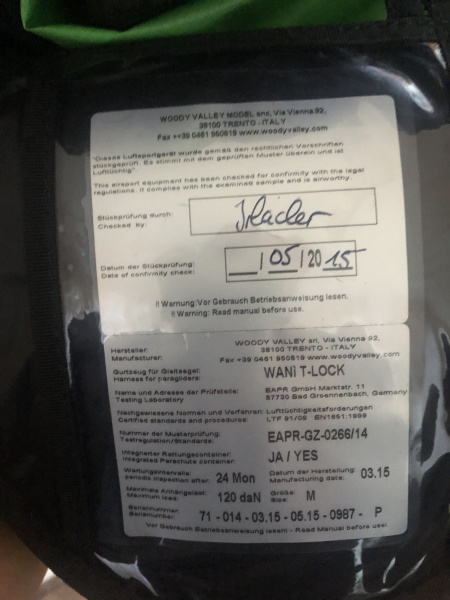 WOODY VALLEY MODEL snc, Via Vienna 92,
38100 TRENTO - ITALY
Fax ++39 0461 950819 www.woodyvalley.com
"Dieses Luftsportgerät wurde gemäß den rechtlichen Vorschriften
stückgeprüft. Es stimmt mit dem geprüften Muster überein und ist
Lufttüchtig"
This airsport equipment has been checked for confirmity with the legal
regulations. It complies with the examined sample and is airworthy.
Stückprüfung durch:
Checked by:
Datum der Stückprüfung:
Date of confirmity check:
__/05/2015
!! Warnung: Vor Gebrauch Betriebsanweisung lesen.
!! Warning: Read manual before use.
Hersteller: WOODY VALLEY srl, Via Vienna 92,
Manufacturer: 38100 TRENTO - ITALY
Fax ++39 0461 950819 www.woodyvalley.com
Gurtzeug für Gleitsegel: WANI T-LOCK
Harness for paragliders:
Name und Adresse der Prüfstelle: EAPR GmbH Marktstr. 11
Testing Laboratory 87730 Bad Groennenbach, Germany
Nachgewiesene Normen und Verfahren: Luftüchtigkeitsforderungen
Certified standards and procedures: LTF 91/09 EN1651:1999
Nummer der Musterprüfung: EAPR-GZ-0266/14
Testregulation/Standards:
Integrierter Rettungscontainer: JA / YES
Integrated Parachute container:
Wartungsintervalle: 24 Mon Datum der Herstellung: 03.15
periodic inspection after: Manufacturing date:
Maximale Anhängelast: 120 daN Größe: M
Maximum load: Size:
Seriennummer: 71 - 014 - 03.15 - 05.15 - 0987 - P
Serialnumber:
Vor Gebrauch Betriebsanweisung lesen - Read Manual before use